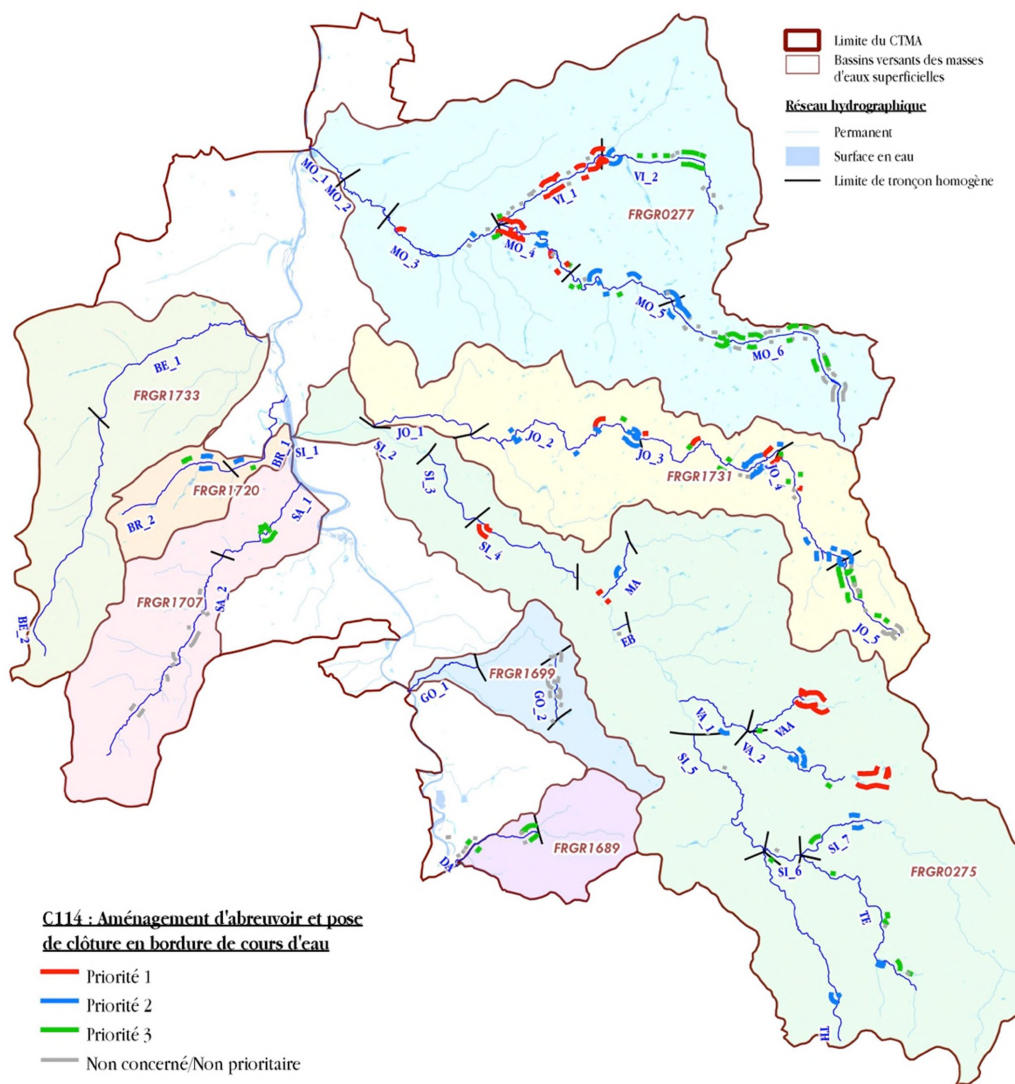 Limite du CTMA
Bassins versants des masses
d'eaux superficielles
Réseau hydrographique
Permanent
Surface en eau
Limite de tronçon homogène
MO_1
MO_2
MO_3
MO_4
VI_1
VI_2
FRGR0277
MO_5
MO_6
BE_1
FRGR1733
BE_2
BR_1
SI_1
FRGR1720
BR_2
SA_1
FRGR1707
SA_2
SI_2
JO_1
JO_2
JO_3
FRGR1731
JO_4
JO_5
SI_3
SI_4
MA
EB
FRGR1699
GO_1
GO_2
VA_1
VA_2
VAA
SI_5
FRGR1689
DA
SI_6
SI_7
FRGR0275
TE
TH
C114 : Aménagement d'abreuvoir et pose
de clôture en bordure de cours d'eau
Priorité 1
Priorité 2
Priorité 3
Non concerné/Non prioritaire